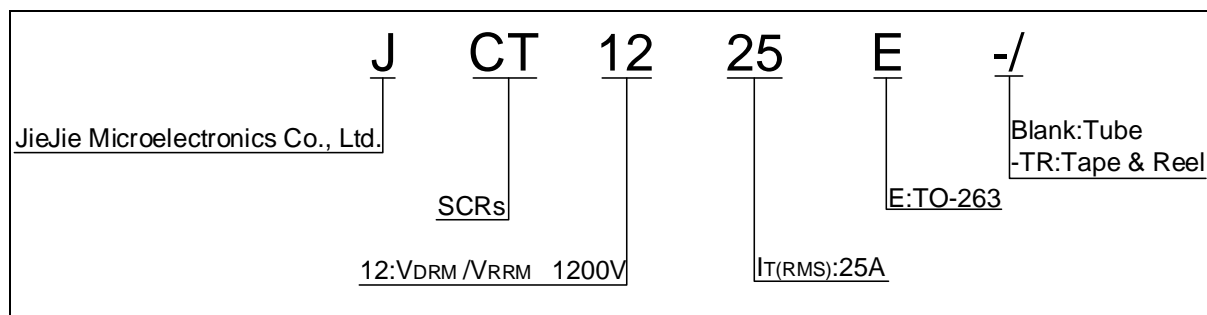 J CT 12 25 E -/
JieJie Microelectronics Co., Ltd.
Blank:Tube
-TR:Tape & Reel
SCRs
E:TO-263
12:VDRM /VRRM 1200V
IT(RMS):25A